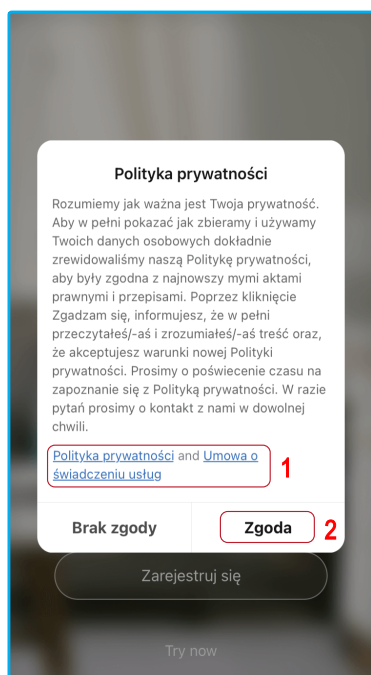 Polityka prywatności
Rozumiemy jak ważna jest Twoja prywatność.
Aby w pełni pokazać jak zbieramy i używamy
Twoich danych osobowych dokładnie
zrewidowaliśmy naszą Politykę prywatności,
aby były zgodna z najnowszy mymi aktami
prawnymi i przepisami. Poprzez kliknięcie
Zgadzam się, informujesz, że w pełni
przeczytałeś/-aś i zrozumiałeś/-aś treść oraz,
że akceptujesz warunki nowej Polityki
prywatności. Prosimy o poświecenie czasu na
zapoznanie się z Polityką prywatności. W razie
pytań prosimy o kontakt z nami w dowolnej
chwili.
Polityka prywatności and Umowa o
świadczeniu usług
1
Brak zgody Zgoda 2
Zarejestruj się
Try now